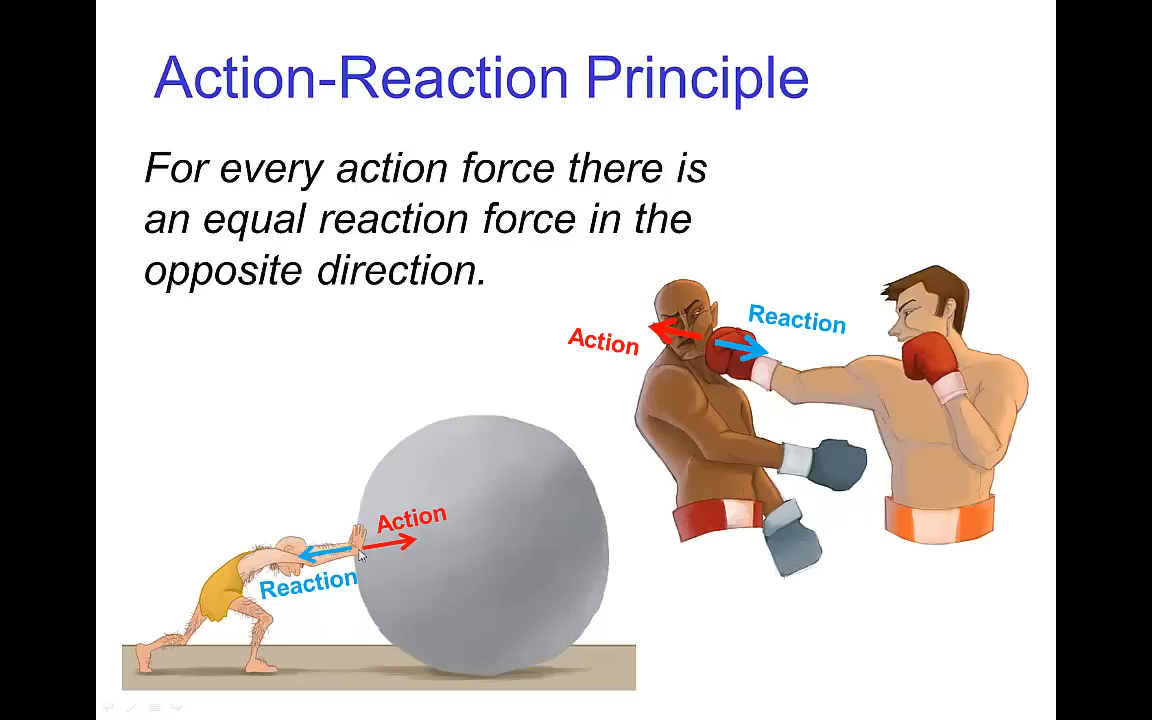 Action-Reaction Principle
For every action force there is
an equal reaction force in the
opposite direction.
Reaction
Action
Action
Reaction